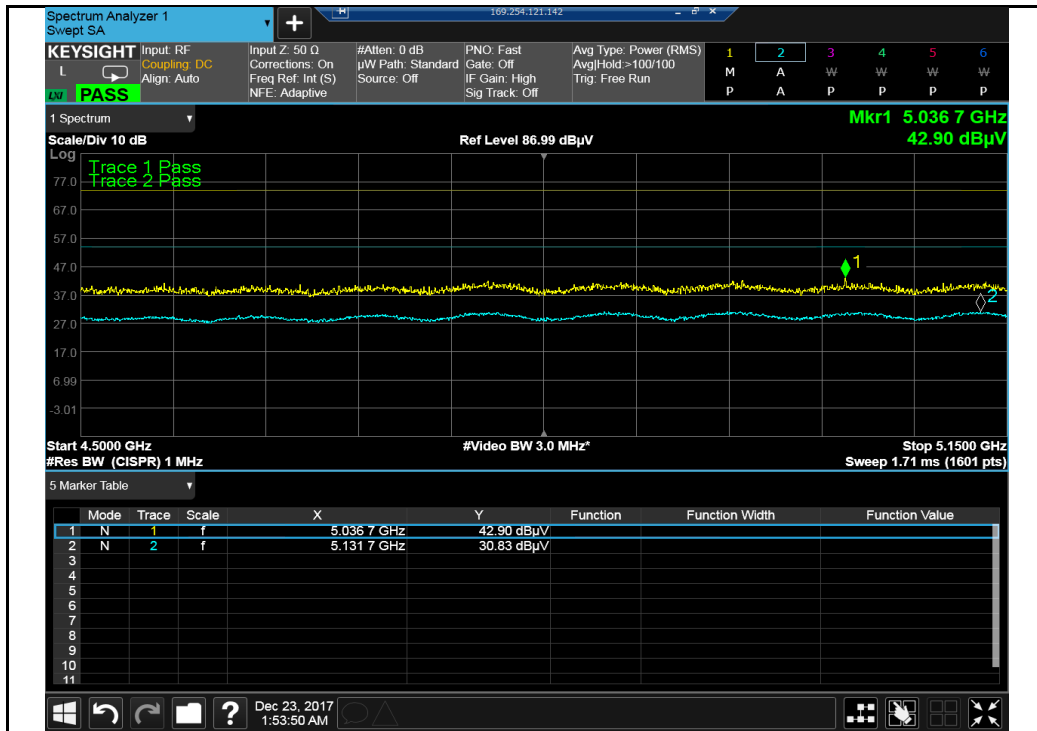 Spectrum Analyzer 1
Swept SA
+
H
169.254.121.142
KEYSIGHT
L
LXI
PASS
Input: RF
Coupling: DC
Align: Auto
Input Z: 50 Ω
Corrections: On
Freq Ref: Int (S)
NFE: Adaptive
#Atten: 0 dB
µW Path: Standard
Source: Off
PNO: Fast
Gate: Off
IF Gain: High
Sig Track: Off
Avg Type: Power (RMS)
Avg|Hold:>100/100
Trig: Free Run
1 2 3 4 5 6
M A W W W W
P A P P P P
1 Spectrum
Mkr1 5.036 7 GHz
Scale/Div 10 dB
Ref Level 86.99 dBµV
42.90 dBµV
Log
Trace 1 Pass
Trace 2 Pass
77.0
67.0
57.0
47.0
37.0
27.0
17.0
6.99
-3.01
1
2
Start 4.5000 GHz
#Video BW 3.0 MHz*
Stop 5.1500 GHz
#Res BW (CISPR) 1 MHz
Sweep 1.71 ms (1601 pts)
5 Marker Table
Mode Trace Scale X Y Function Function Width Function Value
1 N 1 f 5.036 7 GHz 42.90 dBµV
2 N 2 f 5.131 7 GHz 30.83 dBµV
3
4
5
6
7
8
9
10
11
?
Dec 23, 2017
1:53:50 AM